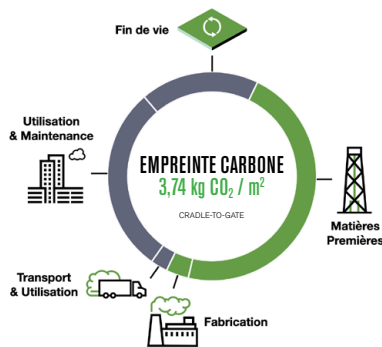 Fin de vie
Utilisation
& Maintenance
EMPREINTE CARBONE
3,74 kg CO₂ / m²
CRADLE-TO-GATE
Matières
Premières
Transport
& Utilisation
Fabrication